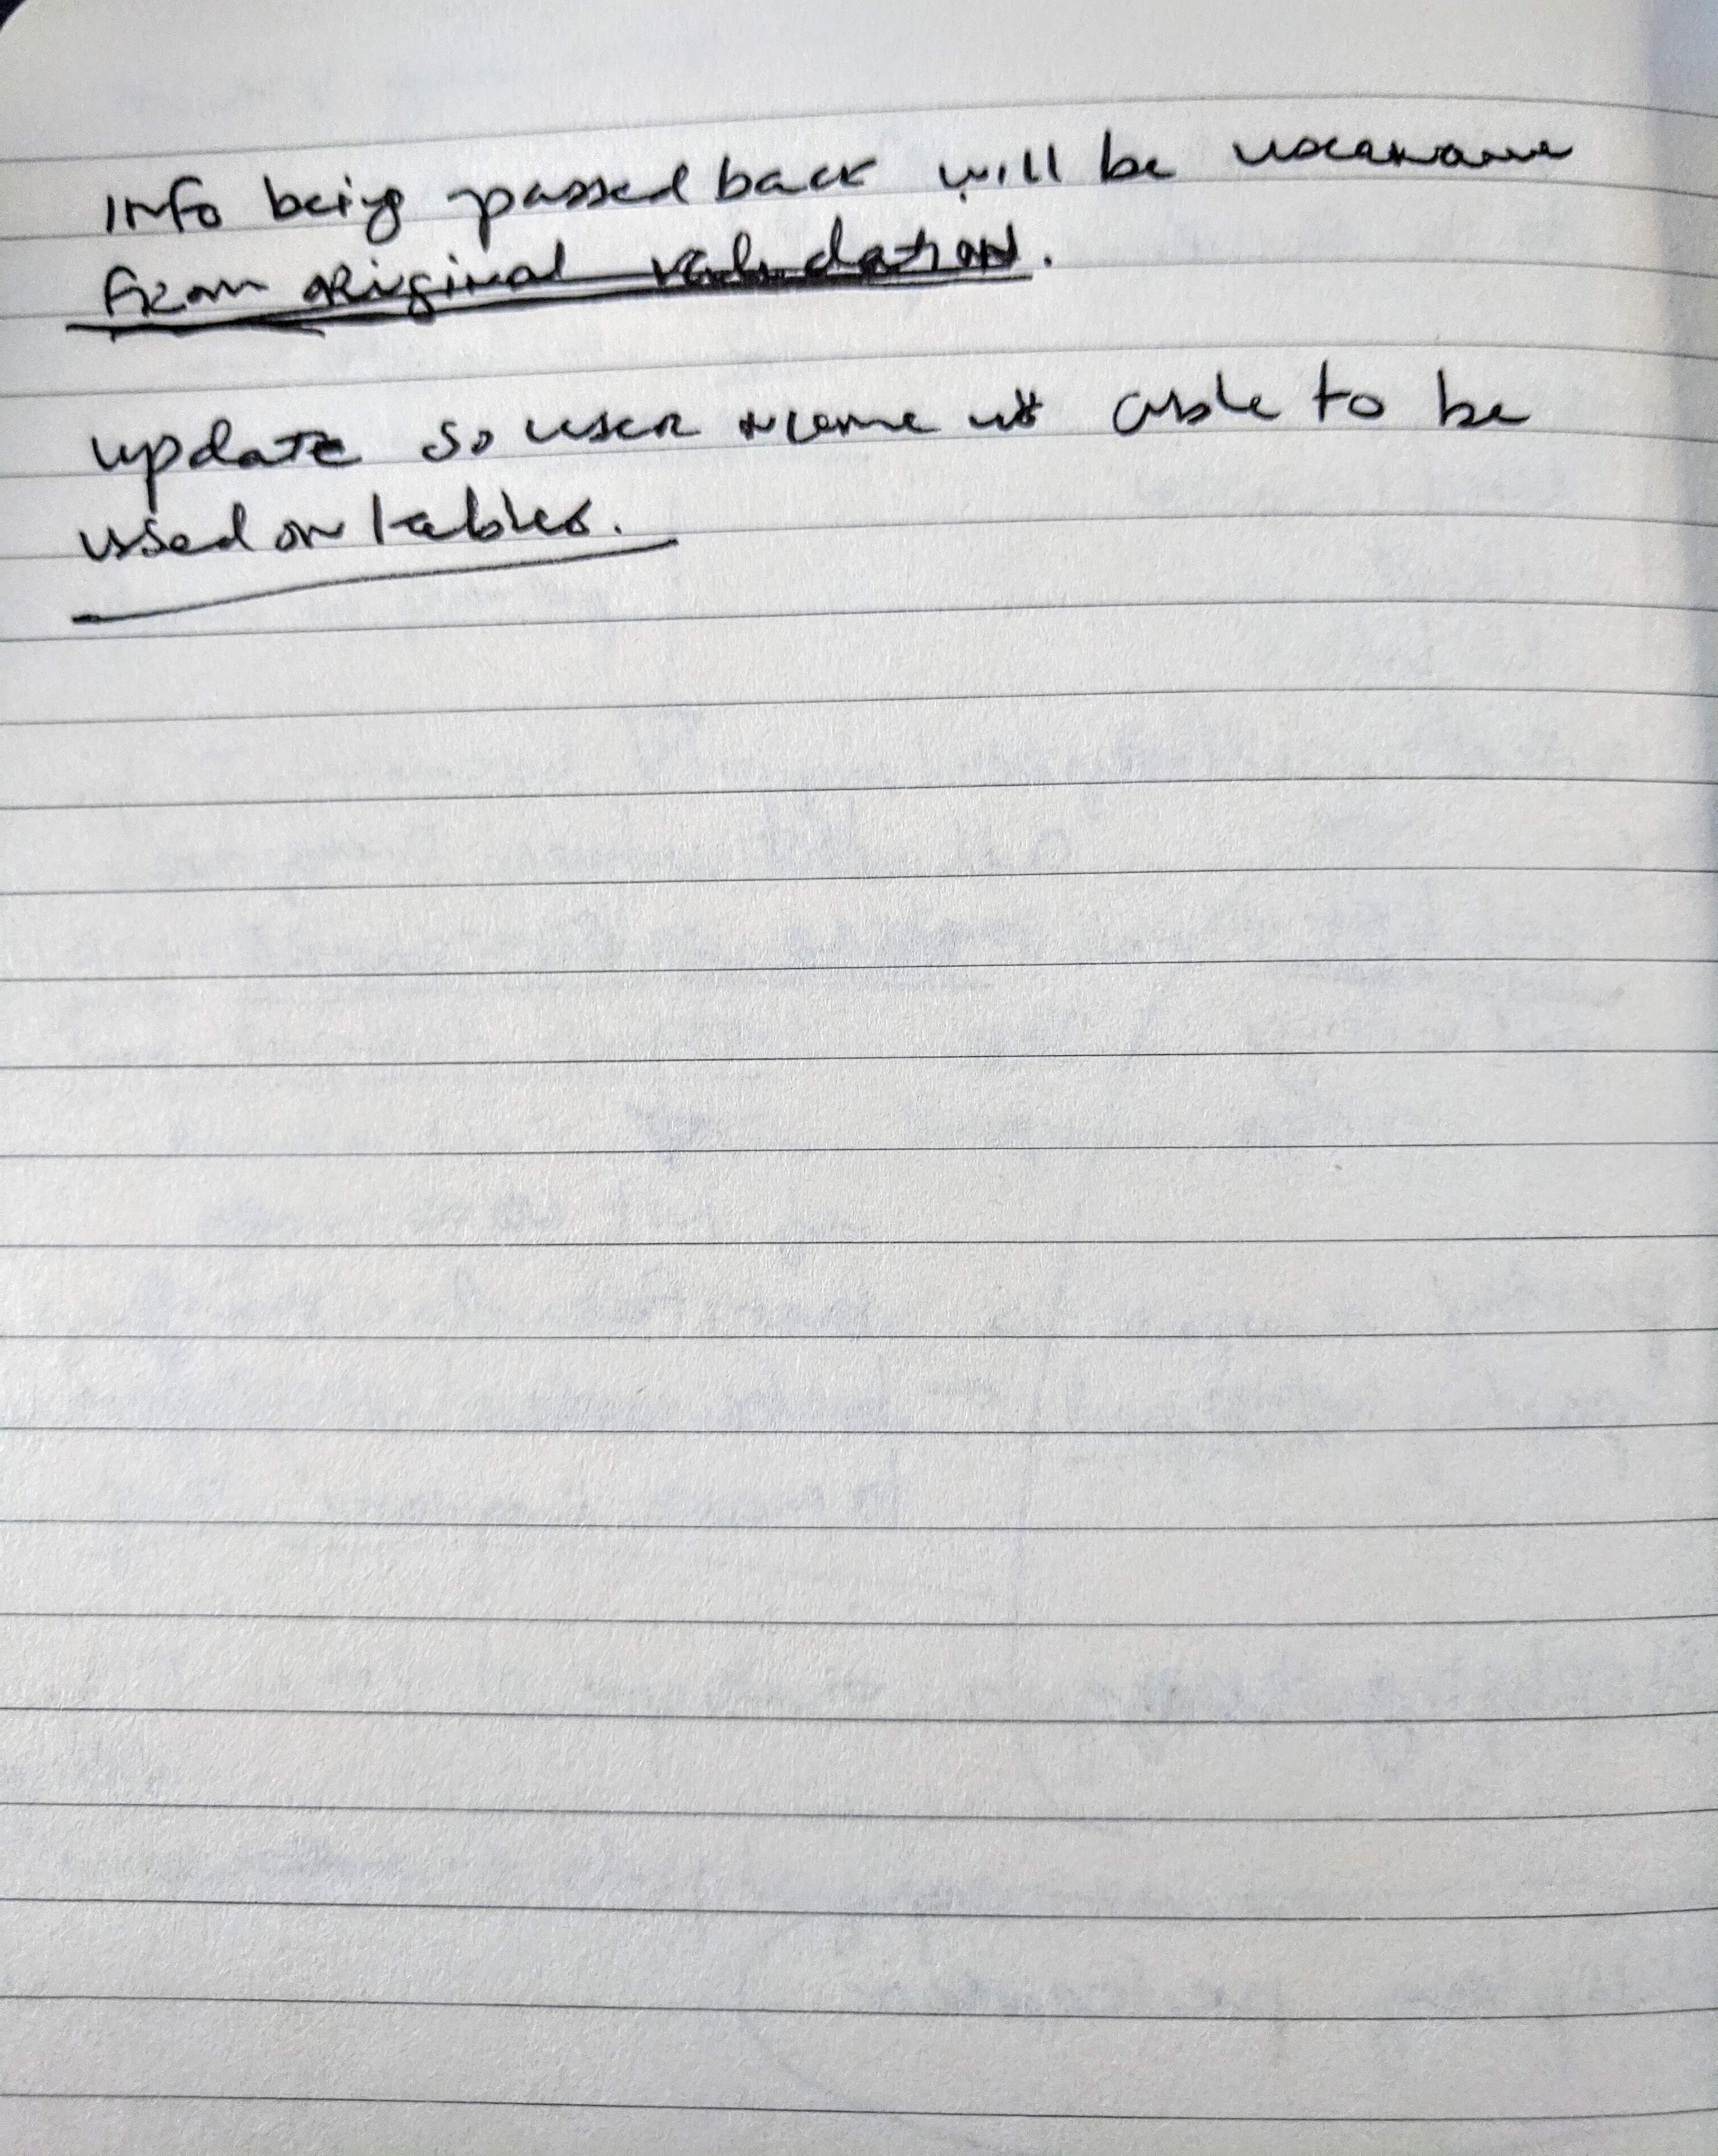 Info being passed back will be username
from original validation.
update so user name is able to be
used on tables.